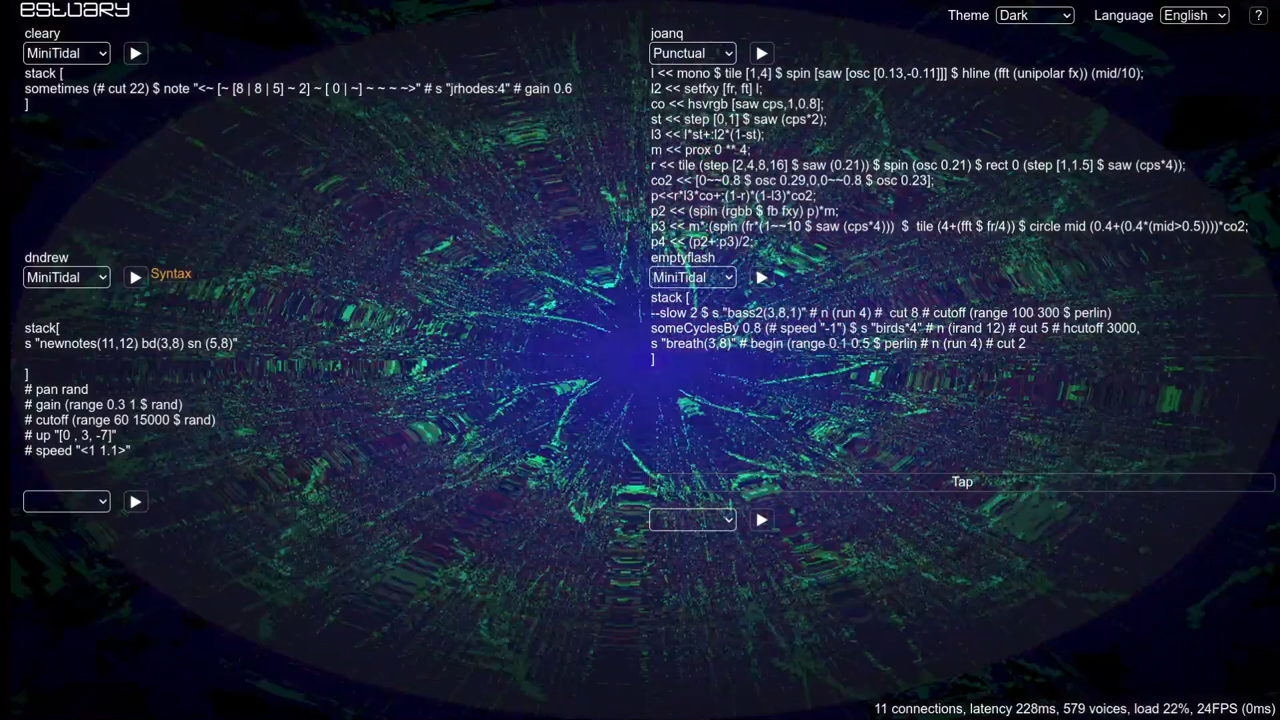 estuary
Theme Dark Language English ?
cleary
MiniTidal
stack [
sometimes (# cut 22) $ note "<~ [~ [8 | 8 | 5] ~ 2] ~ [ 0 | ~] ~ ~ ~ ~>" # s "jrhodes:4" # gain 0.6
]
joanq
Punctual
l << mono $ tile [1,4] $ spin [saw [osc [0.13,-0.11]]] $ hline (fft (unipolar fx)) (mid/10);
l2 << setfxy [fr, ft] l;
co << hsvrgb [saw cps,1,0.8];
st << step [0,1] $ saw (cps*2);
l3 << l*st+:l2*(1-st);
m << prox 0 ** 4;
r << tile (step [2,4,8,16] $ saw (0.21)) $ spin (osc 0.21) $ rect 0 (step [1,1.5] $ saw (cps*4));
co2 << [0~~0.8 $ osc 0.29,0,0~~0.8 $ osc 0.23];
p<<r*l3*co+:(1-r)*(1-l3)*co2;
p2 << (spin (rgbb $ fb fxy) p)*m;
p3 << m*:(spin (fr*(1~~10 $ saw (cps*4)))  $  tile (4+(fft $ fr/4)) $ circle mid (0.4+(0.4*(mid>0.5))))*co2;
p4 << (p2+:p3)/2;
dndrew
MiniTidal Syntax
stack[
s "newnotes(11,12) bd(3,8) sn (5,8)"
]
# pan rand
# gain (range 0.3 1 $ rand)
# cutoff (range 60 15000 $ rand)
# up "[0 , 3, -7]"
# speed "<1 1.1>"
emptyflash
MiniTidal
stack [
--slow 2 $ s "bass2(3,8,1)" # n (run 4) #  cut 8 # cutoff (range 100 300 $ perlin)
someCyclesBy 0.8 (# speed "-1") $ s "birds*4" # n (irand 12) # cut 5 # hcutoff 3000,
s "breath(3,8)" # begin (range 0.1 0.5 $ perlin # n (run 4) # cut 2
]
Tap
11 connections, latency 228ms, 579 voices, load 22%, 24FPS (0ms)